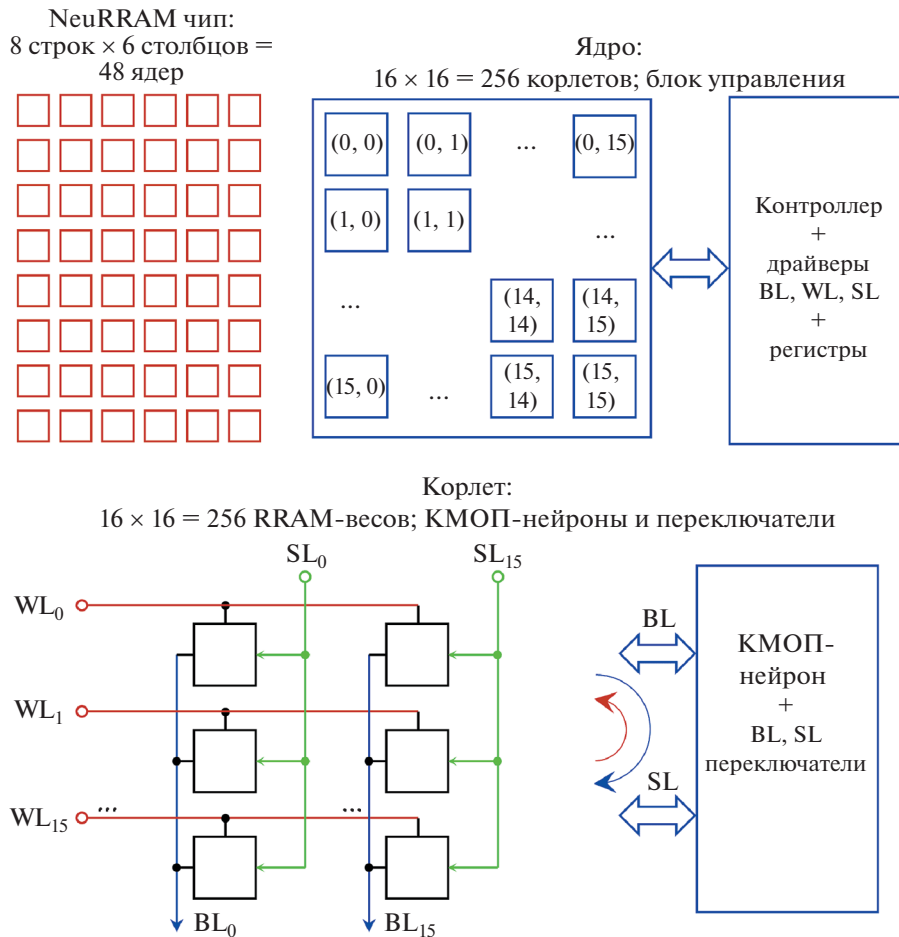 NeuRRAM чип:
8 строк × 6 столбцов =
48 ядер
Ядро:
16 × 16 = 256 корлетов; блок управления
(0, 0)
(0, 1)
...
(0, 15)
(1, 0)
(1, 1)
...
...
(14,
14)
(14,
15)
(15, 0)
...
(15,
14)
(15,
15)
Контроллер
+
драйверы
BL, WL, SL
+
регистры
Корлет:
16 × 16 = 256 RRAM-весов; КМОП-нейроны и переключатели
SL₀
SL₁₅
WL₀
WL₁
WL₁₅
...
...
BL₀
BL₁₅
BL
SL
КМОП-
нейрон
+
BL, SL
переключатели